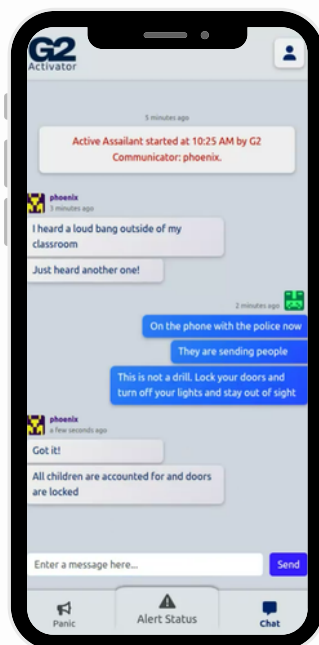 G2
Activator
5 minutes ago
Active Assailant started at 10:25 AM by G2
Communicator: phoenix.
phoenix
3 minutes ago
I heard a loud bang outside of my
classroom
Just heard another one!
2 minutes ago
On the phone with the police now
They are sending people
This is not a drill. Lock your doors and
turn off your lights and stay out of sight
phoenix
a few seconds ago
Got it!
All children are accounted for and doors
are locked
Enter a message here...
Send
Panic
Alert Status
Chat